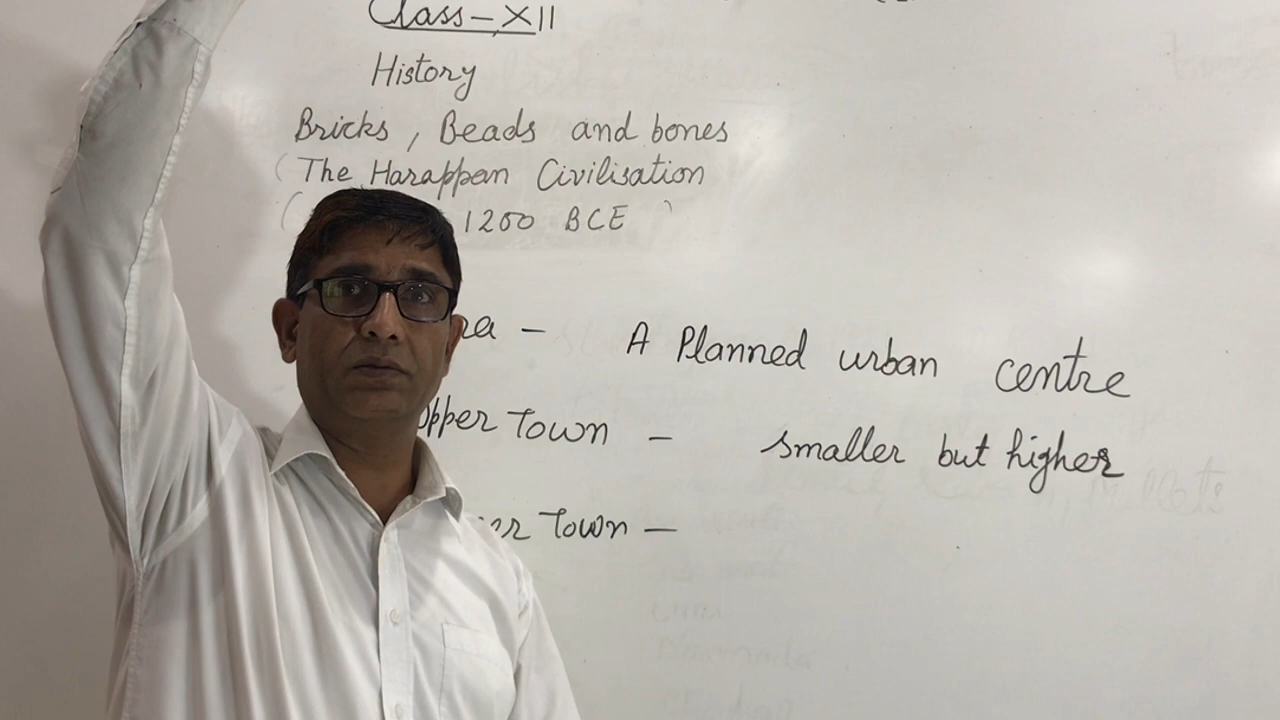 Class-XII
History
Bricks, Beads and bones
(The Harappan Civilisation
( 1200 BCE )
- A Planned urban centre
Upper Town - smaller but higher
Town -